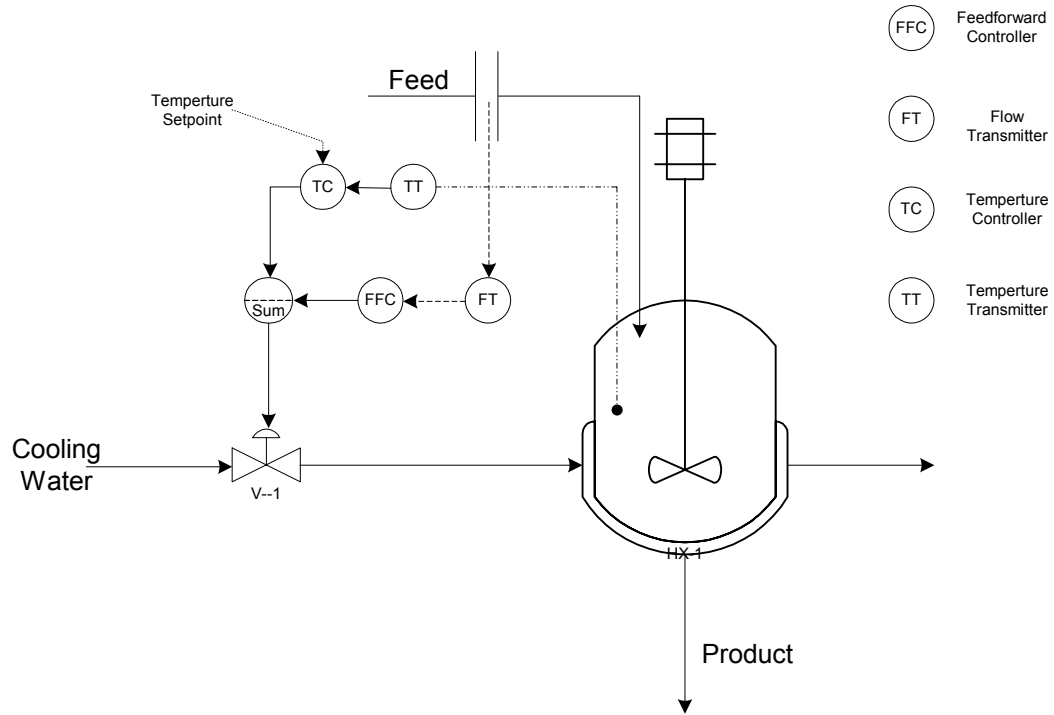 FFC
Feedforward
Controller
Feed
Temperture
Setpoint
FT
Flow
Transmitter
TC
TT
TC
Temperture
Controller
Sum
FFC
FT
TT
Temperture
Transmitter
Cooling
Water
V--1
HX-1
Product